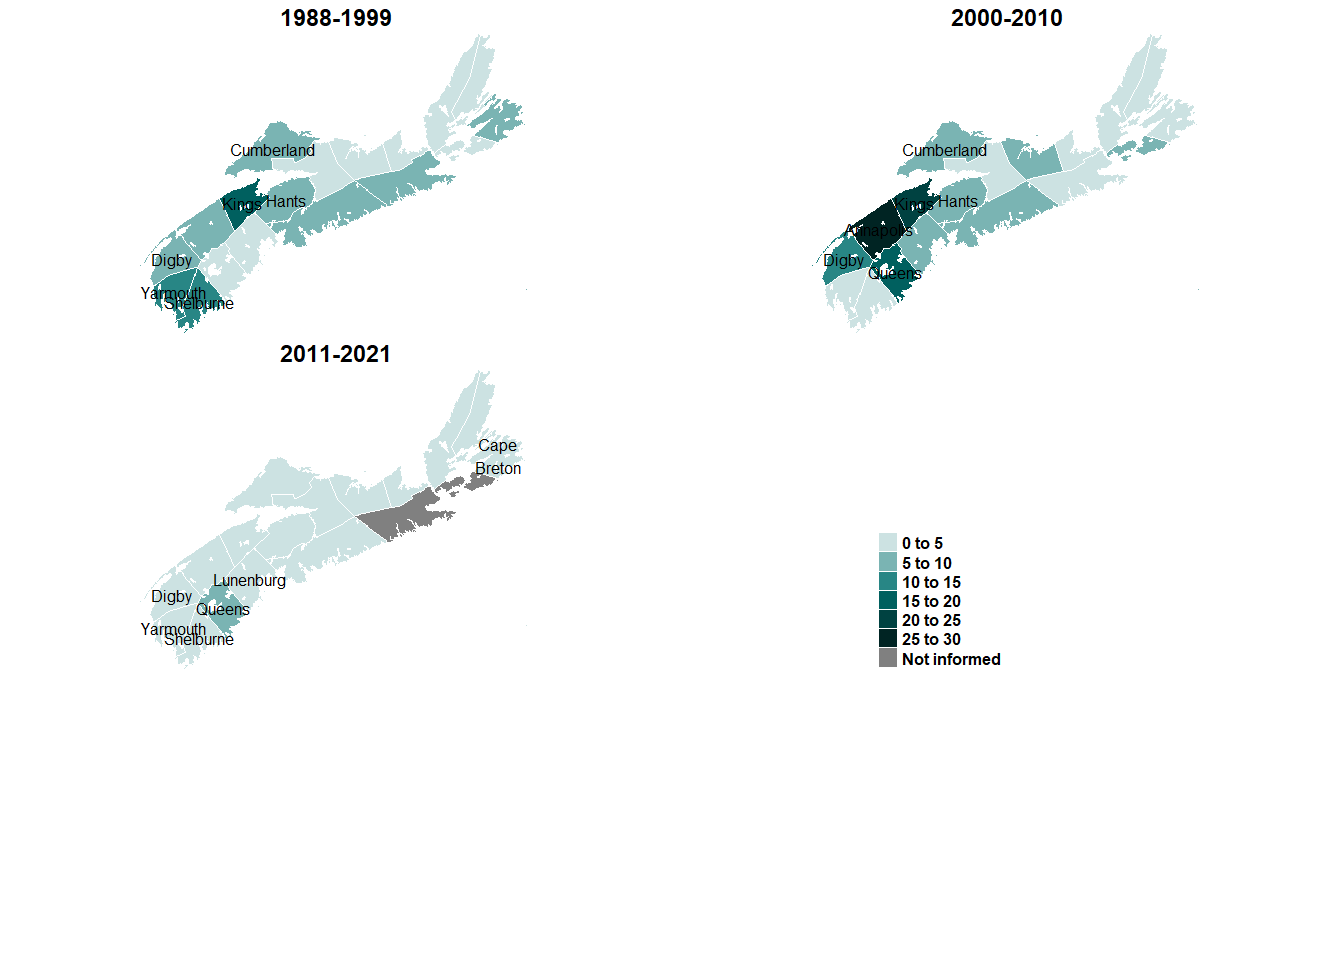 1988-1999
Cumberland
Kings
Hants
Digby
Yarmouth
Shelburne
2000-2010
Cumberland
Kings
Hants
Annapolis
Digby
Queens
2011-2021
Cape
Breton
Lunenburg
Digby
Queens
Yarmouth
Shelburne
0 to 5
5 to 10
10 to 15
15 to 20
20 to 25
25 to 30
Not informed